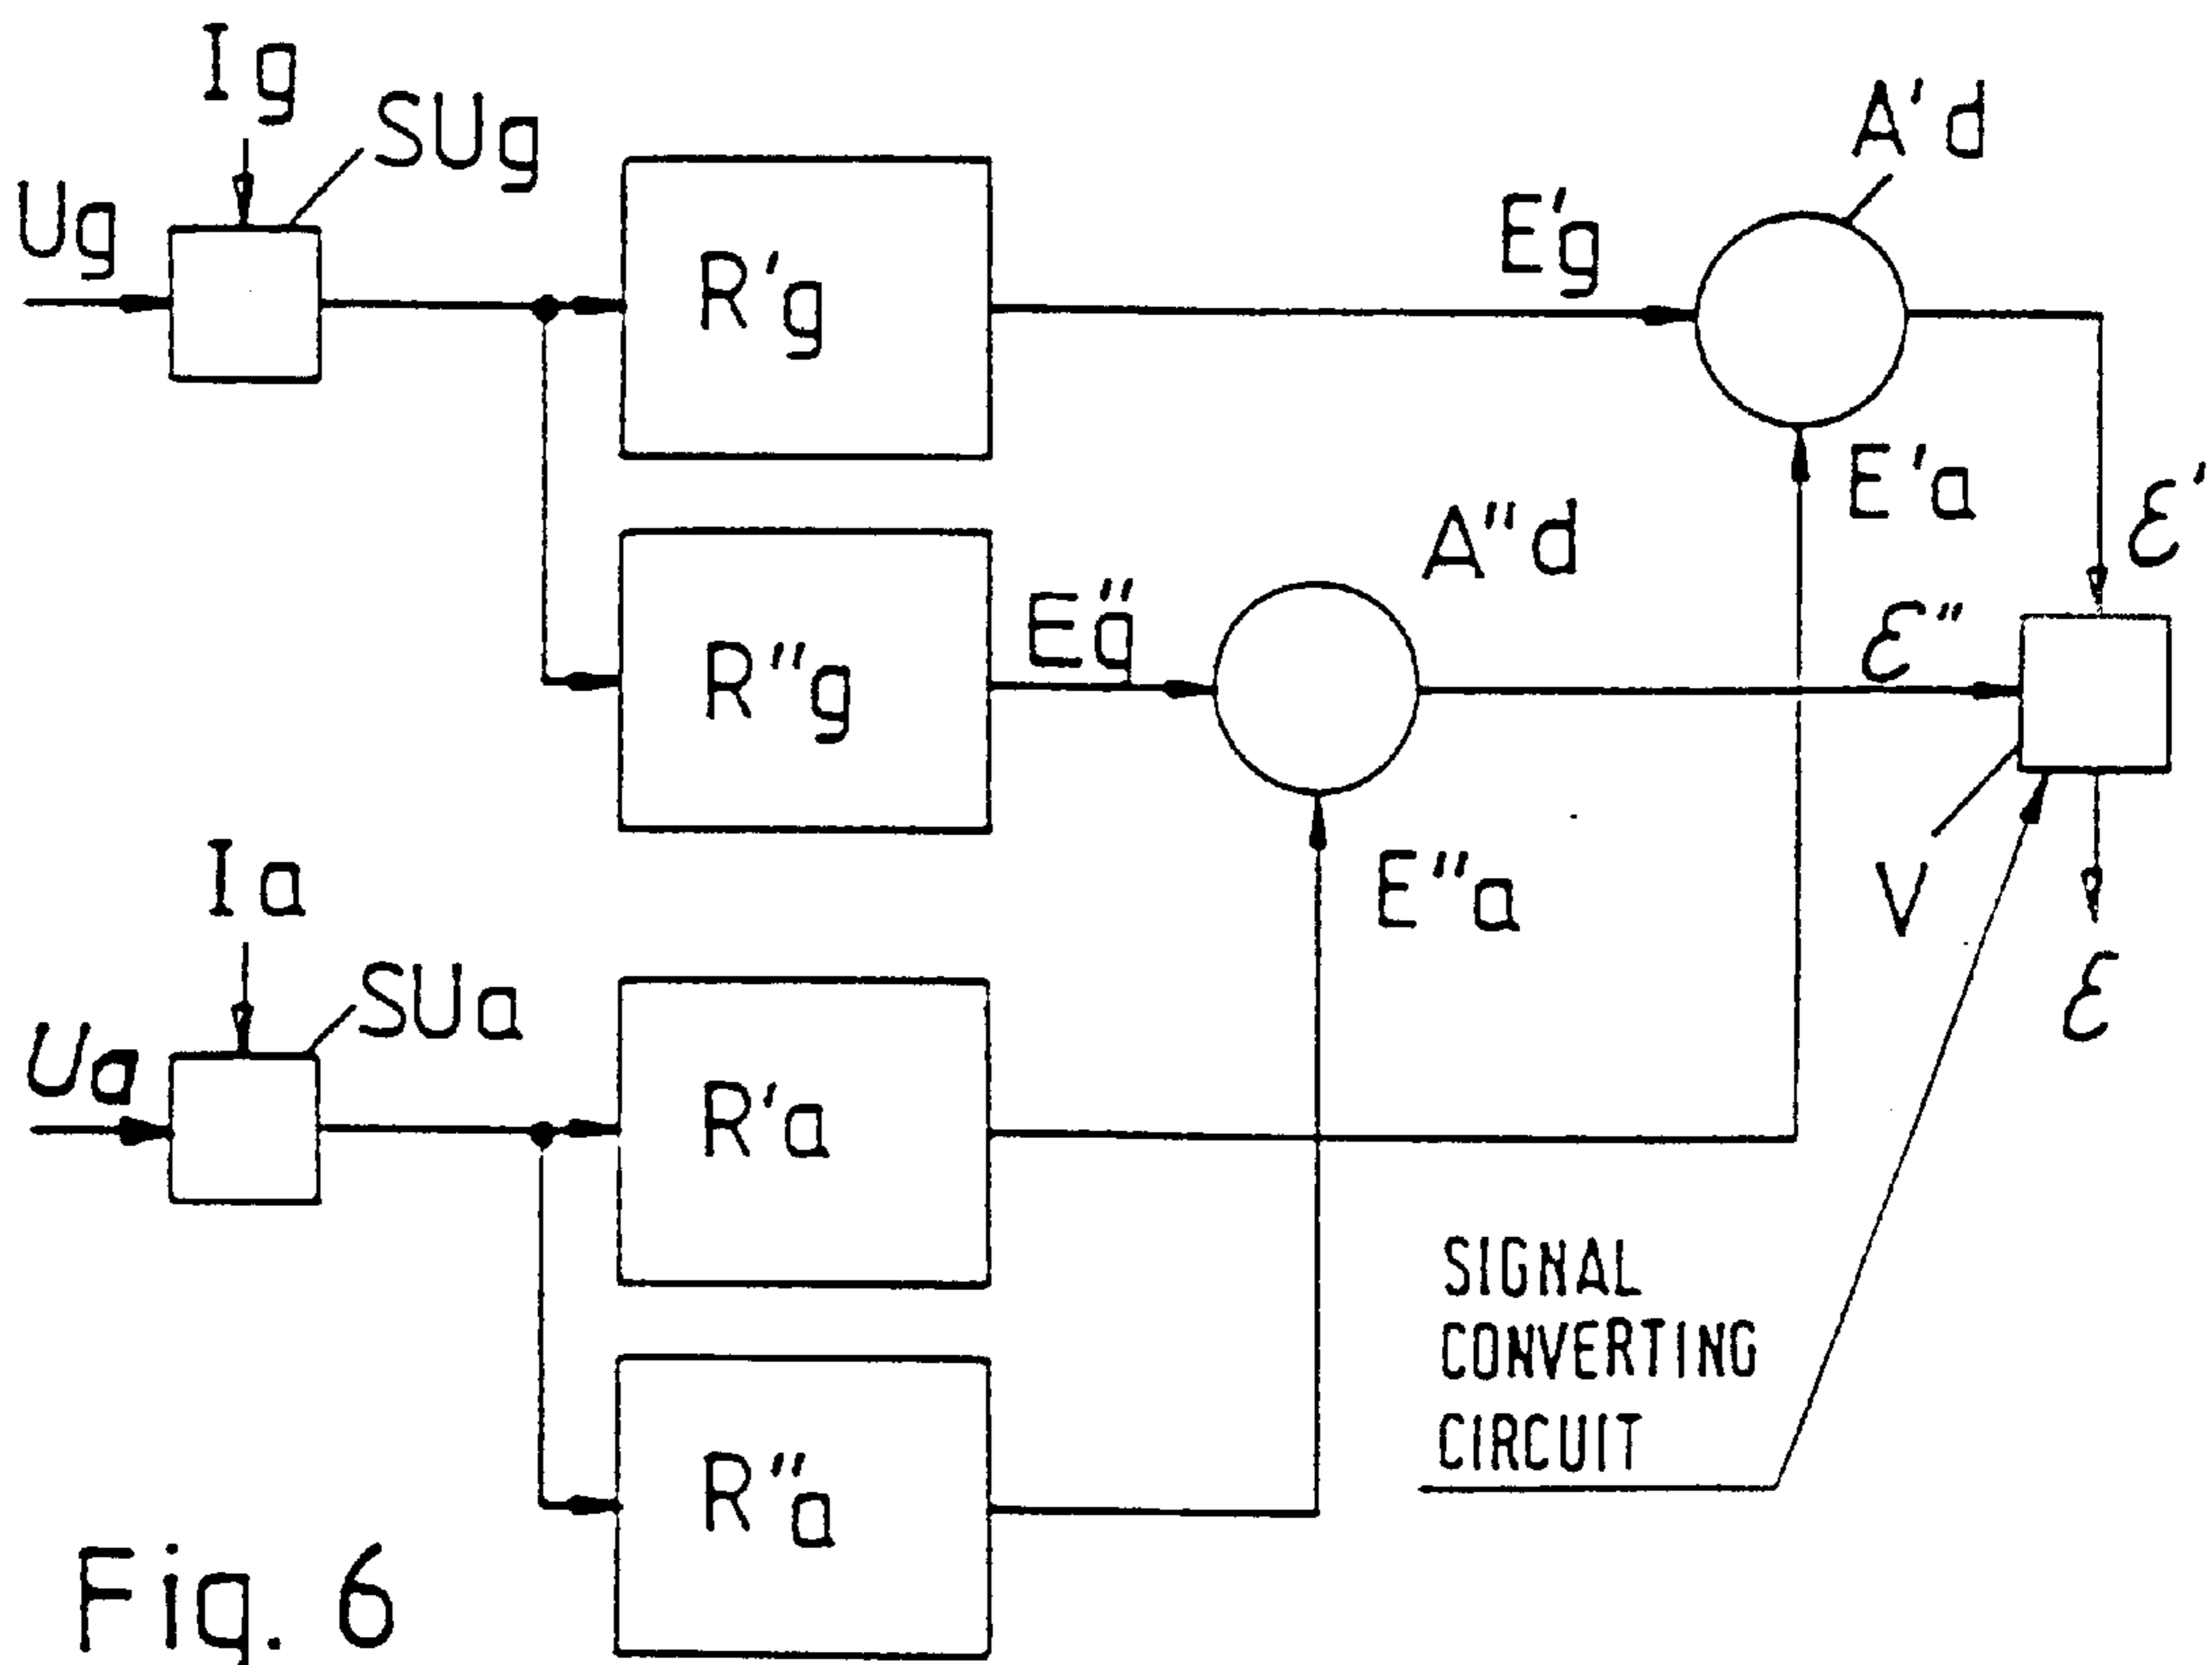 Ig
SUg
Ug
A'd
E'g
R'g
E'a
ε'
A"d
E"g
ε"
R"g
Ia
E"a
V
SUa
ε
Ua
R'a
SIGNAL
CONVERTING
CIRCUIT
R"a
Fig. 6